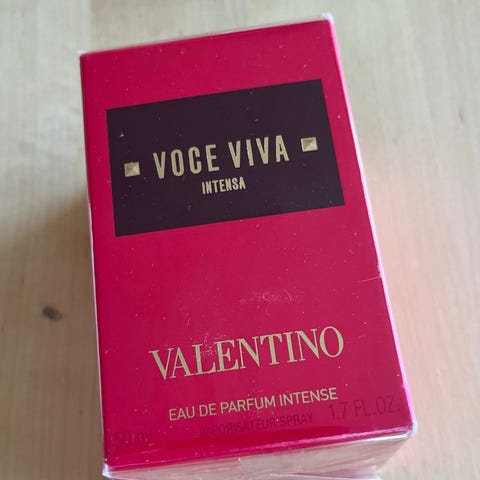 VOCE VIVA
INTENSA
VALENTINO
EAU DE PARFUM INTENSE
50 ml VAPORISATEUR SPRAY 1.7 FL.OZ.